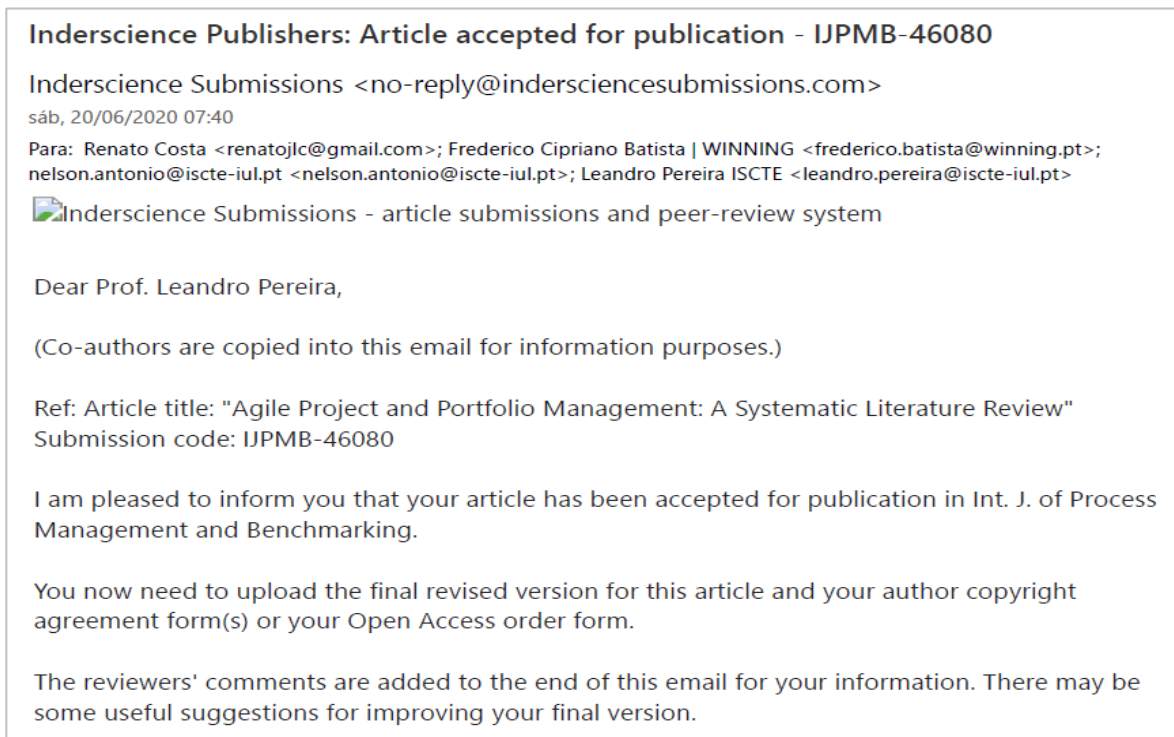 Inderscience Publishers: Article accepted for publication - IJPMB-46080
Inderscience Submissions <no-reply@indersciencesubmissions.com>
sáb, 20/06/2020 07:40
Para: Renato Costa <renatojlc@gmail.com>; Frederico Cipriano Batista | WINNING <frederico.batista@winning.pt>;
nelson.antonio@iscte-iul.pt <nelson.antonio@iscte-iul.pt>; Leandro Pereira ISCTE <leandro.pereira@iscte-iul.pt>
Inderscience Submissions - article submissions and peer-review system
Dear Prof. Leandro Pereira,
(Co-authors are copied into this email for information purposes.)
Ref: Article title: "Agile Project and Portfolio Management: A Systematic Literature Review"
Submission code: IJPMB-46080
I am pleased to inform you that your article has been accepted for publication in Int. J. of Process
Management and Benchmarking.
You now need to upload the final revised version for this article and your author copyright
agreement form(s) or your Open Access order form.
The reviewers' comments are added to the end of this email for your information. There may be
some useful suggestions for improving your final version.